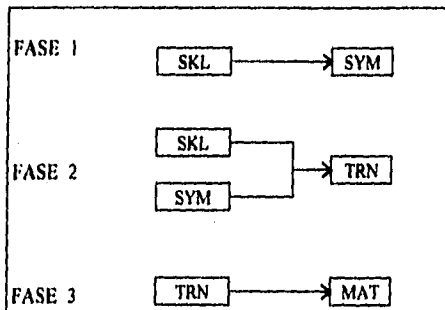 FASE 1
SKL SYM
SKL
FASE 2 TRN
SYM
FASE 3 TRN MAT